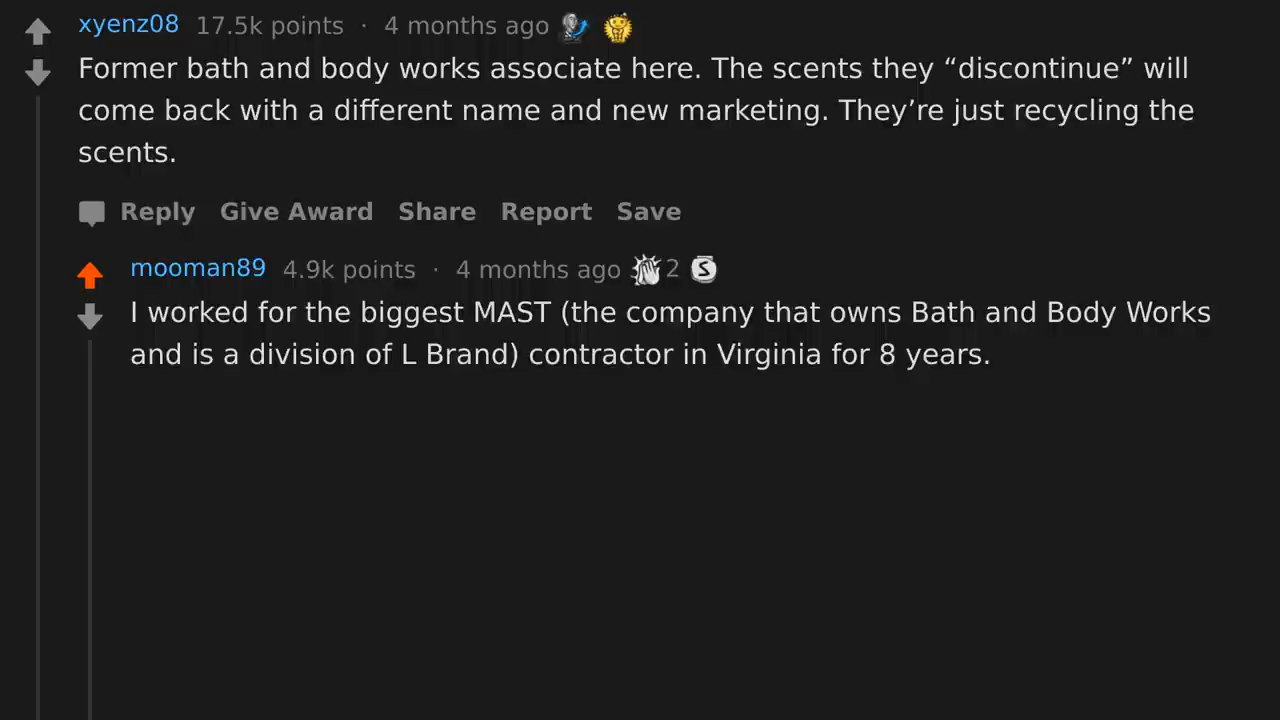 xyenz08 17.5k points · 4 months ago
Former bath and body works associate here. The scents they “discontinue” will
come back with a different name and new marketing. They’re just recycling the
scents.
Reply Give Award Share Report Save
mooman89 4.9k points · 4 months ago 2 S
I worked for the biggest MAST (the company that owns Bath and Body Works
and is a division of L Brand) contractor in Virginia for 8 years.